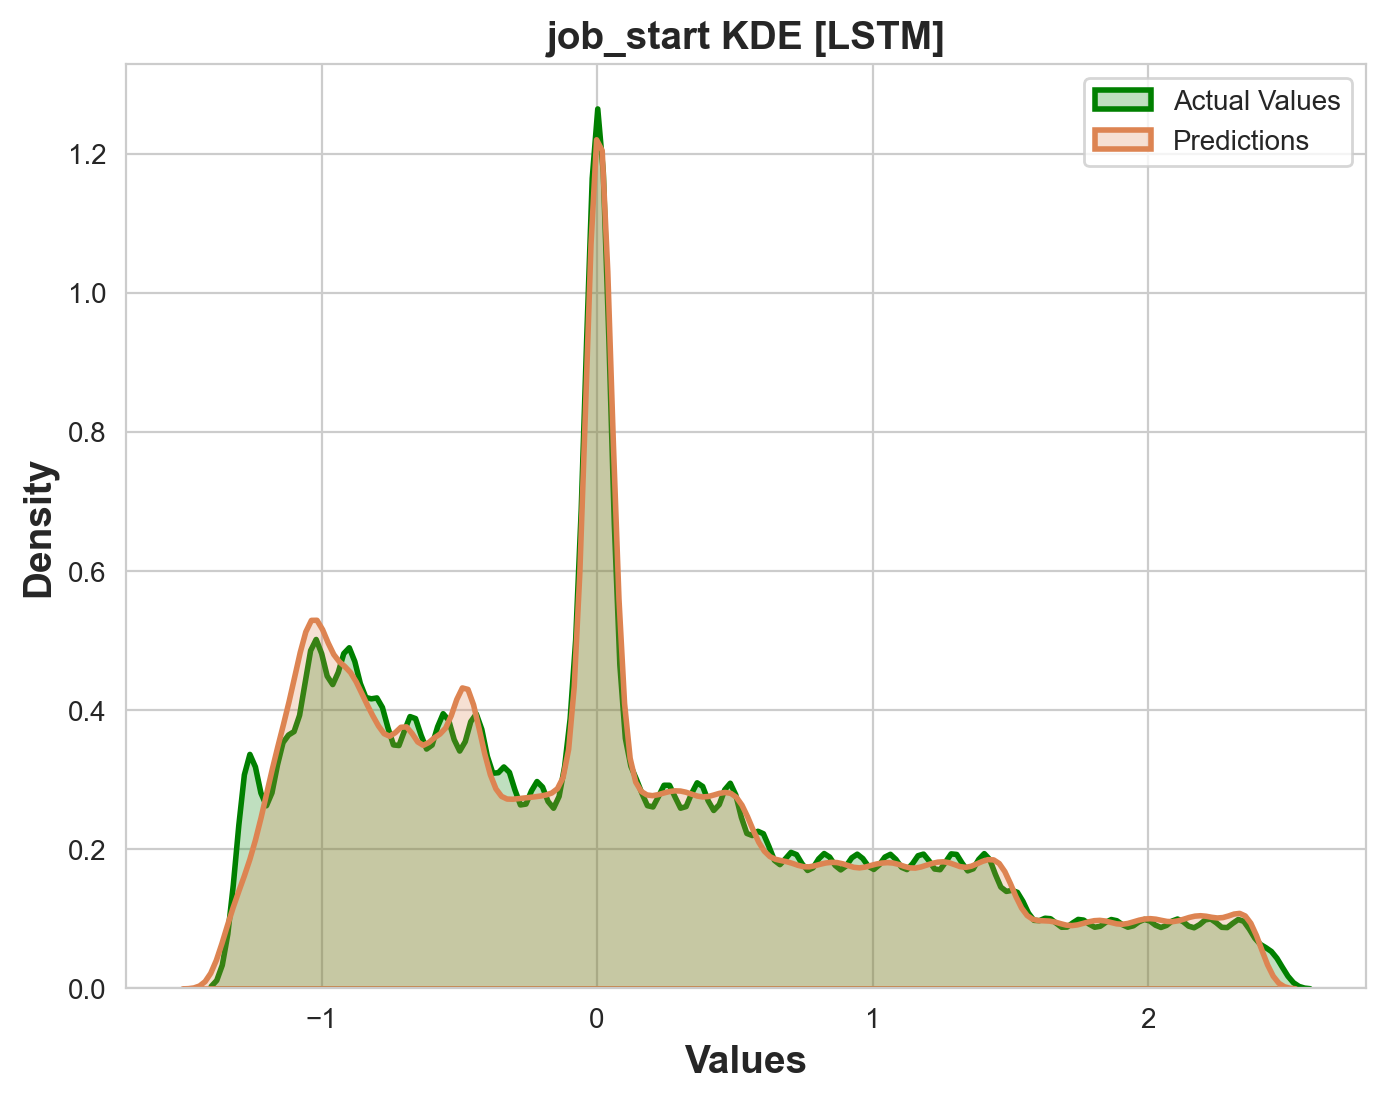 job_start KDE [LSTM]
Actual Values
Predictions
1.2
1.0
0.8
0.6
0.4
0.2
0.0
Density
−1
0
1
2
Values